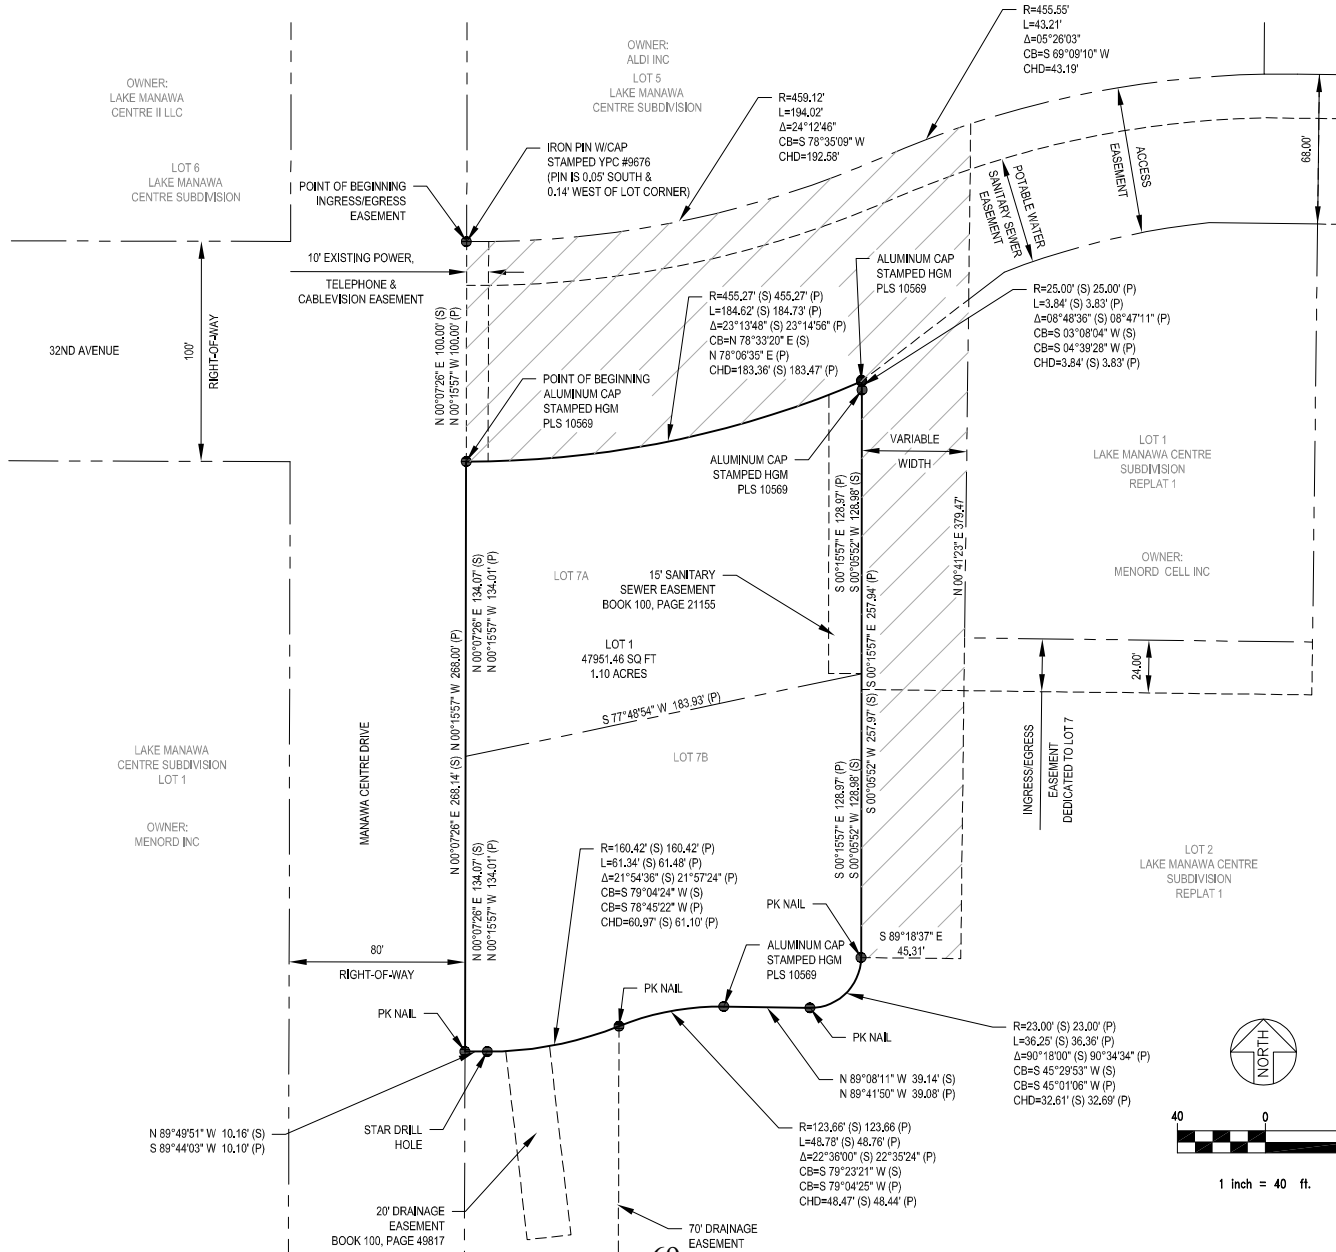 R=455.55'
L=43.21'
Δ=05°26'03"
CB=S 69°09'10" W
CHD=43.19'
OWNER:
ALDI INC
LOT 5
LAKE MANAWA
CENTRE SUBDIVISION
OWNER:
LAKE MANAWA
CENTRE II LLC
LOT 6
LAKE MANAWA
CENTRE SUBDIVISION
R=459.12'
L=194.02'
Δ=24°12'46"
CB=S 78°35'09" W
CHD=192.58'
IRON PIN W/CAP
STAMPED YPC #9676
(PIN IS 0.05' SOUTH &
0.14' WEST OF LOT CORNER)
POINT OF BEGINNING
INGRESS/EGRESS
EASEMENT
ACCESS
EASEMENT
68.00'
POTABLE WATER
SANITARY SEWER
EASEMENT
10' EXISTING POWER,
TELEPHONE &
CABLEVISION EASEMENT
ALUMINUM CAP
STAMPED HGM
PLS 10569
R=455.27' (S) 455.27' (P)
L=184.62' (S) 184.73' (P)
Δ=23°13'48" (S) 23°14'56" (P)
CB=N 78°33'20" E (S)
N 78°06'35" E (P)
CHD=183.36' (S) 183.47' (P)
R=25.00' (S) 25.00' (P)
L=3.84' (S) 3.83' (P)
Δ=08°48'36" (S) 08°47'11" (P)
CB=S 03°08'04" W (S)
CB=S 04°39'28" W (P)
CHD=3.84' (S) 3.83' (P)
32ND AVENUE
100'
RIGHT-OF-WAY
N 00°07'26" E 100.00' (S)
N 00°15'57" W 100.00' (P)
POINT OF BEGINNING
ALUMINUM CAP
STAMPED HGM
PLS 10569
ALUMINUM CAP
STAMPED HGM
PLS 10569
VARIABLE
WIDTH
LOT 1
LAKE MANAWA CENTRE
SUBDIVISION
REPLAT 1
OWNER:
MENORD CELL INC
S 00°15'57" E 128.97' (P)
S 00°05'52" W 128.98' (S)
N 00°41'23" E 379.47'
N 00°07'26" E 134.07' (S)
N 00°15'57" W 134.01' (P)
LOT 7A
15' SANITARY
SEWER EASEMENT
BOOK 100, PAGE 21155
LOT 1
47951.46 SQ FT
1.10 ACRES
S 00°05'52" W 257.97' (S) S 00°15'57" E 257.94' (P)
24.00'
S 77°48'54" W 183.93' (P)
N 00°07'26" E 268.14' (S) N 00°15'57" W 268.00' (P)
MANAWA CENTRE DRIVE
LAKE MANAWA
CENTRE SUBDIVISION
LOT 1
OWNER:
MENORD INC
LOT 7B
INGRESS/EGRESS
EASEMENT
DEDICATED TO LOT 7
S 00°15'57" E 128.97' (P)
S 00°05'52" W 128.98' (S)
LOT 2
LAKE MANAWA CENTRE
SUBDIVISION
REPLAT 1
N 00°07'26" E 134.07' (S)
N 00°15'57" W 134.01' (P)
R=160.42' (S) 160.42' (P)
L=61.34' (S) 61.48' (P)
Δ=21°54'36" (S) 21°57'24" (P)
CB=S 79°04'24" W (S)
CB=S 78°45'22" W (P)
CHD=60.97' (S) 61.10' (P)
PK NAIL
S 89°18'37" E
45.31'
80'
RIGHT-OF-WAY
ALUMINUM CAP
STAMPED HGM
PLS 10569
PK NAIL
PK NAIL
PK NAIL
R=23.00' (S) 23.00' (P)
L=36.25' (S) 36.36' (P)
Δ=90°18'00" (S) 90°34'34" (P)
CB=S 45°29'53" W (S)
CB=S 45°01'06" W (P)
CHD=32.61' (S) 32.69' (P)
NORTH
N 89°08'11" W 39.14' (S)
N 89°41'50" W 39.08' (P)
N 89°49'51" W 10.16' (S)
S 89°44'03" W 10.10' (P)
STAR DRILL
HOLE
R=123.66' (S) 123.66 (P)
L=48.78' (S) 48.76' (P)
Δ=22°36'00" (S) 22°35'24" (P)
CB=S 79°23'21" W (S)
CB=S 79°04'25" W (P)
CHD=48.47' (S) 48.44' (P)
40 0
1 inch = 40 ft.
20' DRAINAGE
EASEMENT
BOOK 100, PAGE 49817
70' DRAINAGE
EASEMENT